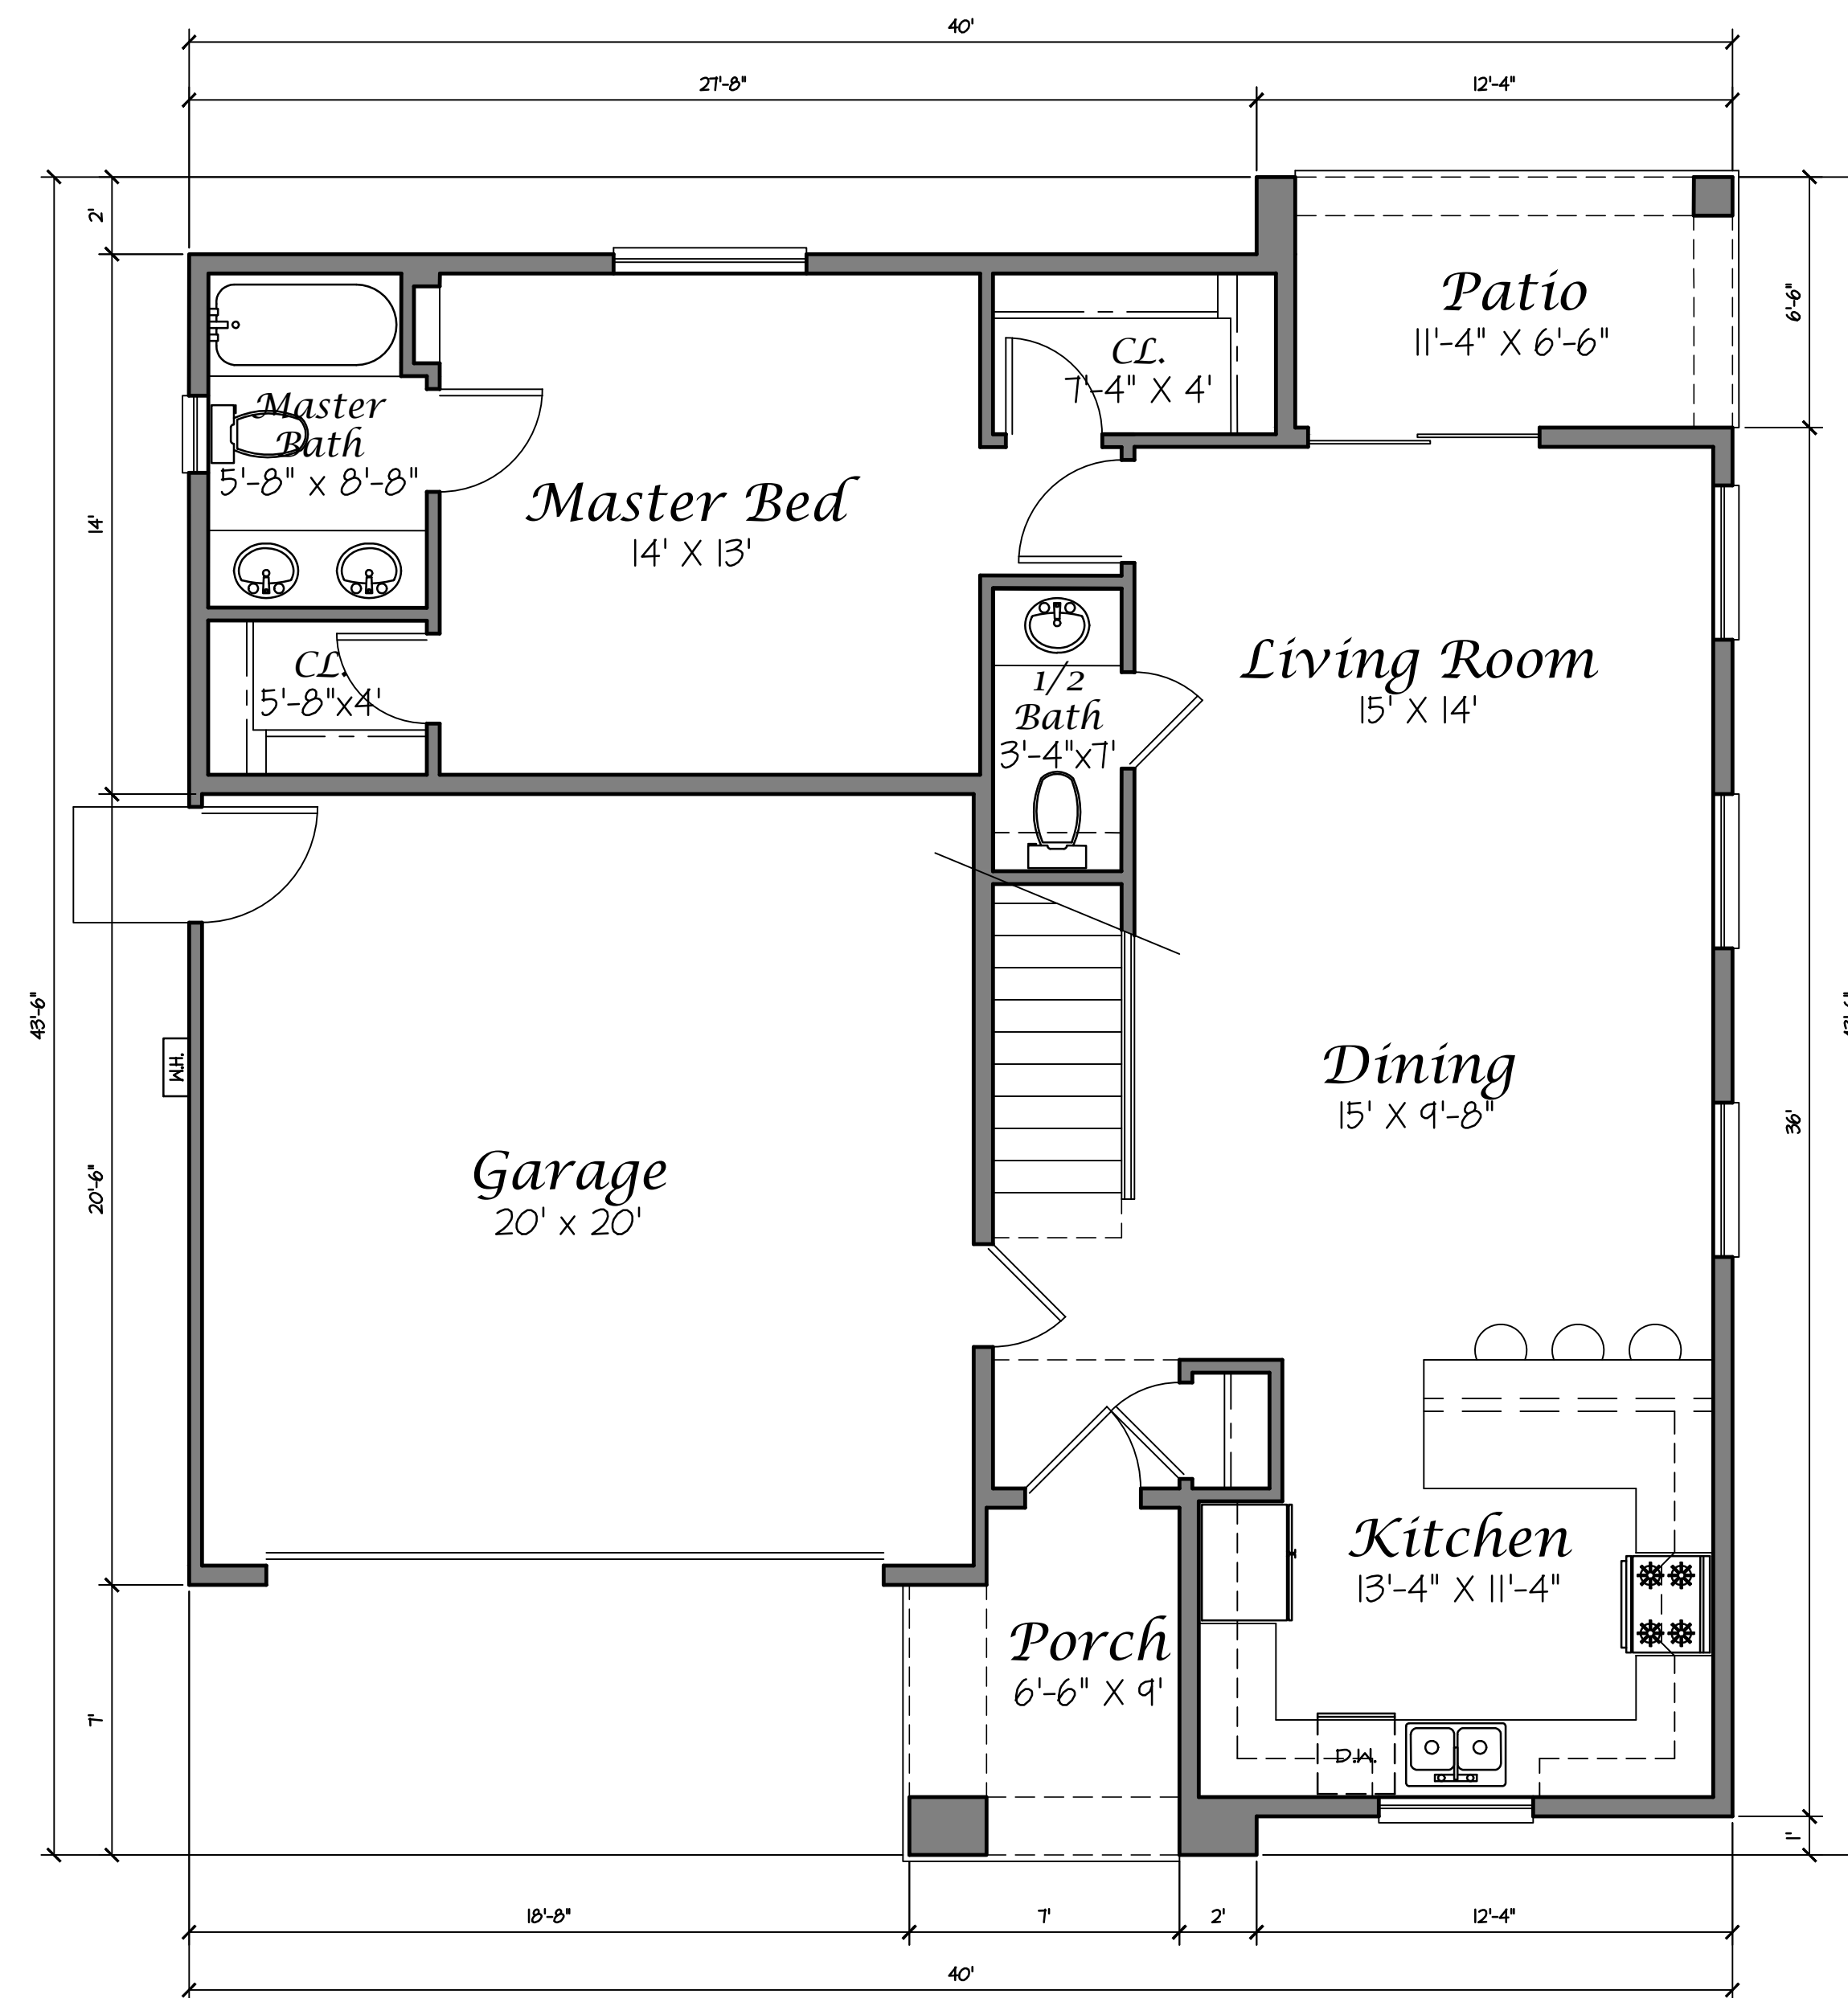 40'
27'-8"
12'-4"
2'
Patio
11'-4" X 6'-6"
6'-6"
CL.
7'-4" X 4'
Master
Bath
5'-8" x 8'-8"
14'
Master Bed
14' X 13'
Living Room
15' X 14'
CL.
5'-8"x4'
1/2
Bath
3'-4"x7'
43'-6"
H.M.
Dining
15' X 9'-8"
36'
20'-6"
Garage
20' x 20'
Kitchen
13'-4" X 11'-4"
Porch
6'-6" X 9'
7'
D.W.
1'
18'-8"
7'
2'
12'-4"
40'